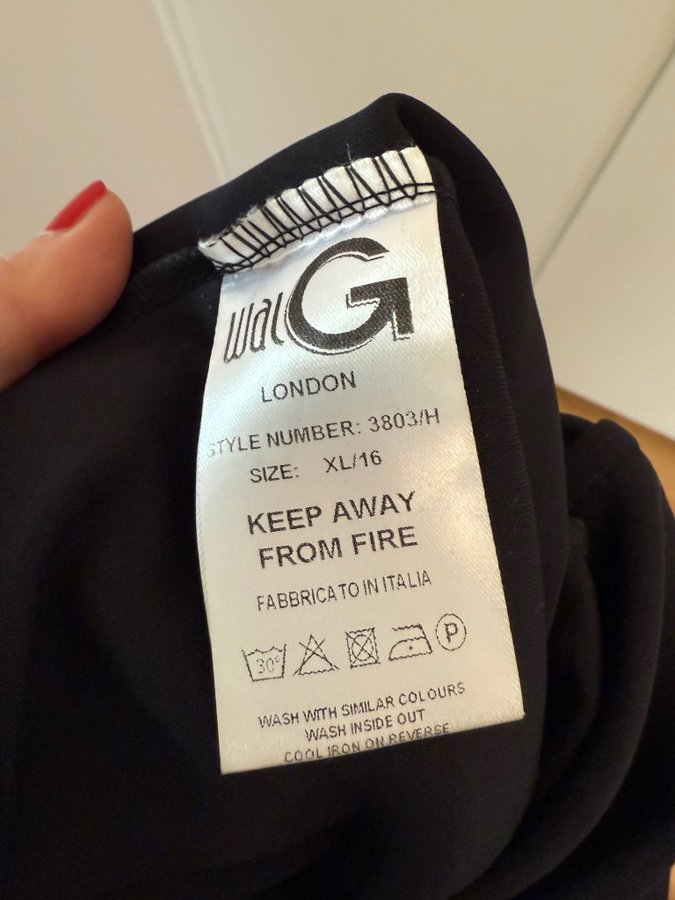 wal G
LONDON
STYLE NUMBER: 3803/H
SIZE: XL/16
KEEP AWAY
FROM FIRE
FABBRICATO IN ITALIA
30° P
WASH WITH SIMILAR COLOURS
WASH INSIDE OUT
COOL IRON ON REVERSE